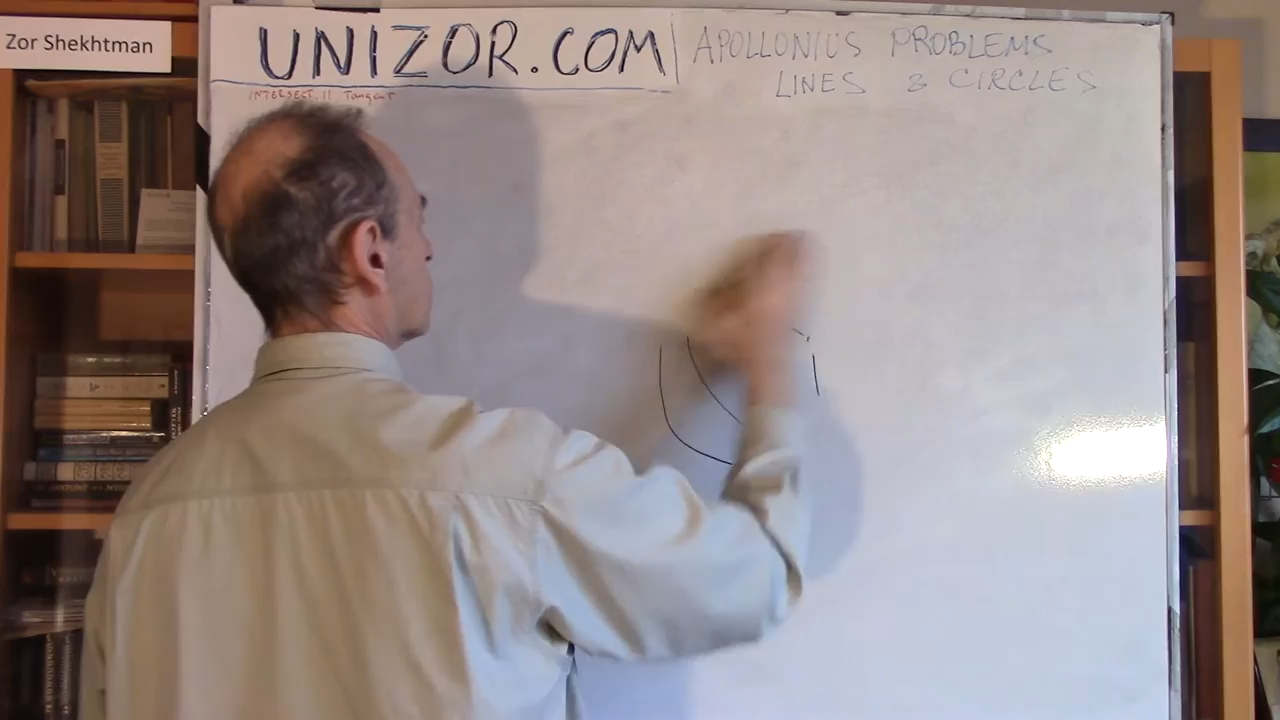 Zor Shekhtman
UNIZOR.COM
APOLLONIUS PROBLEMS
LINES & CIRCLES
INTERSECT, || Tangent